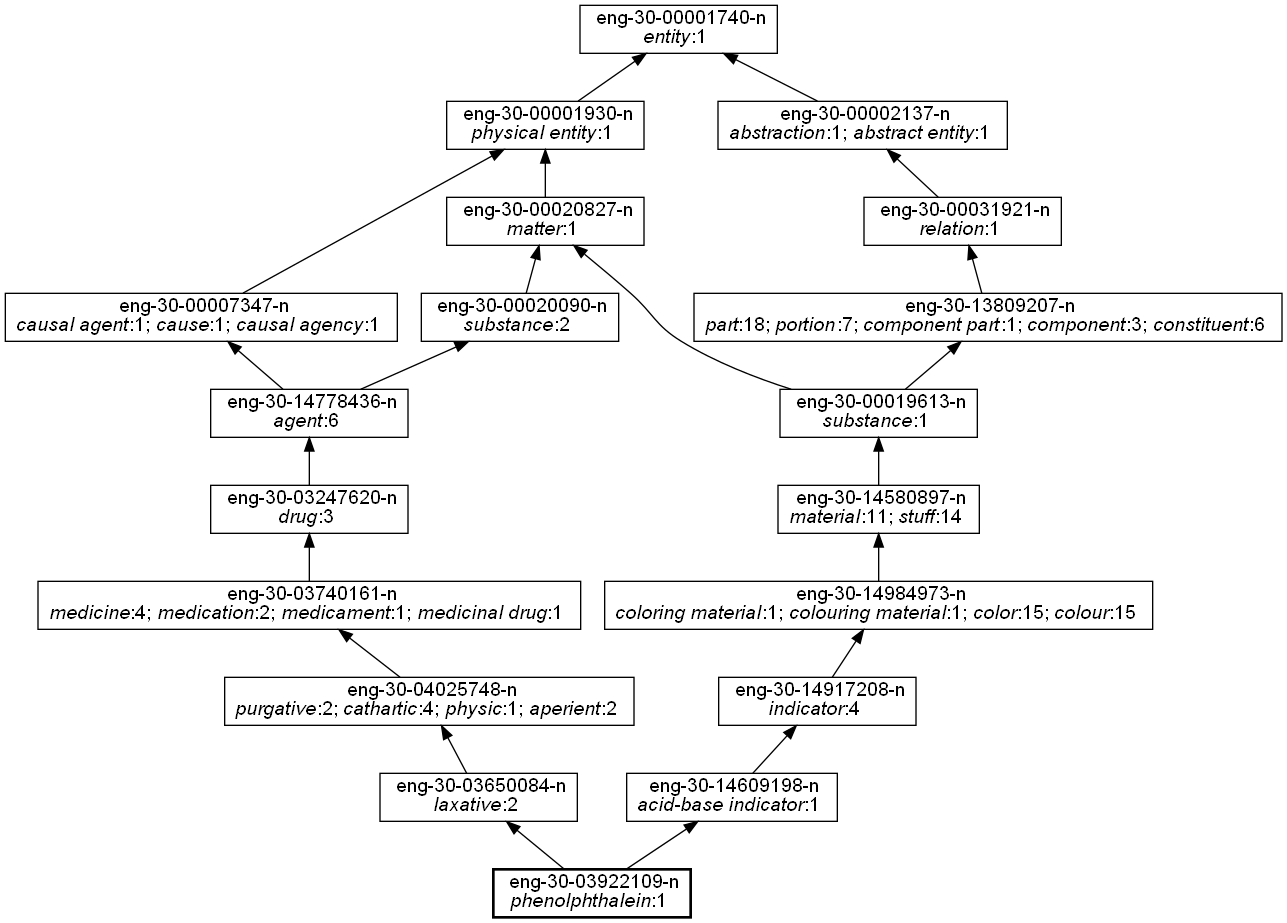 eng-30-00001740-n
entity:1
eng-30-00001930-n
physical entity:1
eng-30-00002137-n
abstraction:1; abstract entity:1
eng-30-00020827-n
matter:1
eng-30-00031921-n
relation:1
eng-30-00007347-n
causal agent:1; cause:1; causal agency:1
eng-30-00020090-n
substance:2
eng-30-13809207-n
part:18; portion:7; component part:1; component:3; constituent:6
eng-30-14778436-n
agent:6
eng-30-00019613-n
substance:1
eng-30-03247620-n
drug:3
eng-30-14580897-n
material:11; stuff:14
eng-30-03740161-n
medicine:4; medication:2; medicament:1; medicinal drug:1
eng-30-14984973-n
coloring material:1; colouring material:1; color:15; colour:15
eng-30-04025748-n
purgative:2; cathartic:4; physic:1; aperient:2
eng-30-14917208-n
indicator:4
eng-30-03650084-n
laxative:2
eng-30-14609198-n
acid-base indicator:1
eng-30-03922109-n
phenolphthalein:1